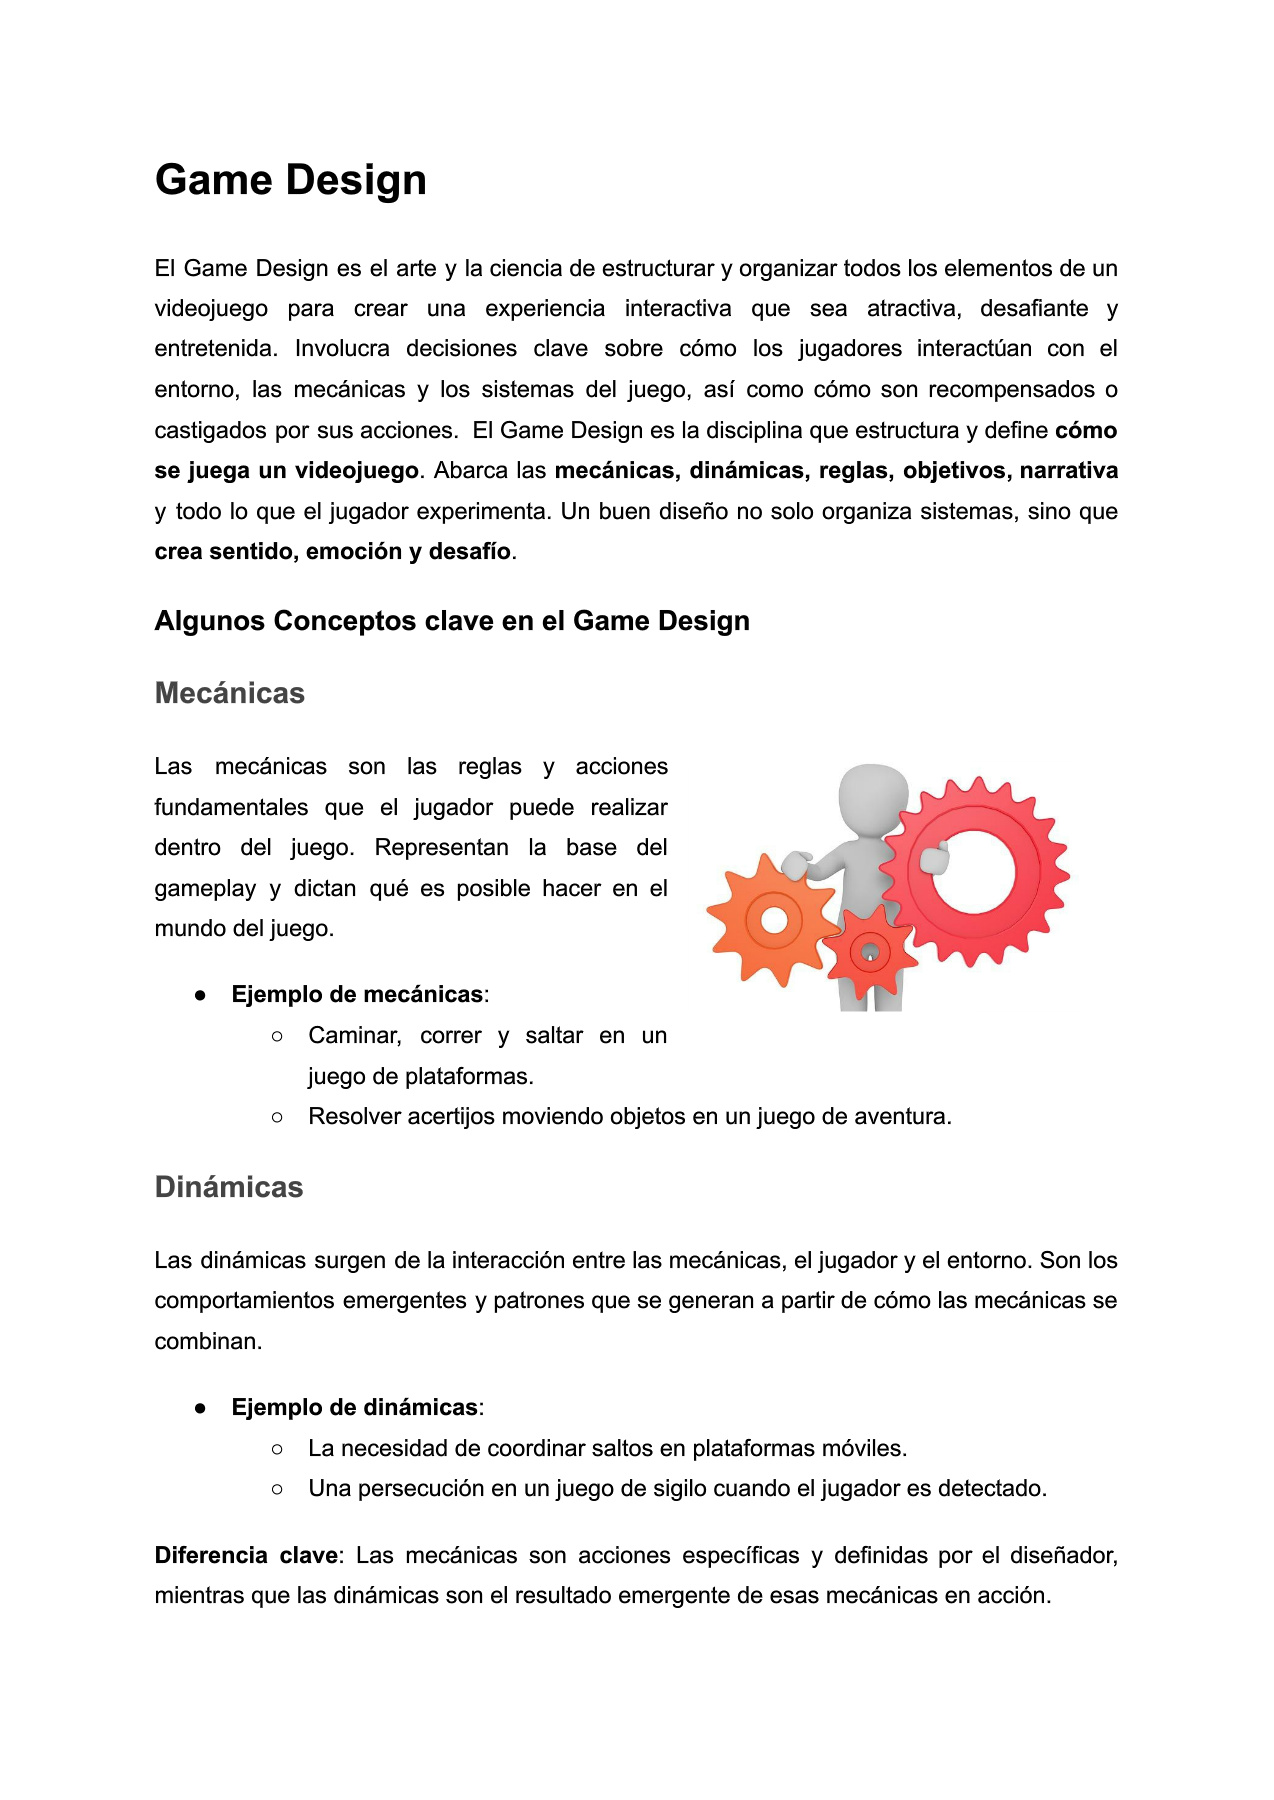 Game Design
El Game Design es el arte y la ciencia de estructurar y organizar todos los elementos de un
videojuego para crear una experiencia interactiva que sea atractiva, desafiante y
entretenida. Involucra decisiones clave sobre cómo los jugadores interactúan con el
entorno, las mecánicas y los sistemas del juego, así como cómo son recompensados o
castigados por sus acciones.  El Game Design es la disciplina que estructura y define cómo
se juega un videojuego. Abarca las mecánicas, dinámicas, reglas, objetivos, narrativa
y todo lo que el jugador experimenta. Un buen diseño no solo organiza sistemas, sino que
crea sentido, emoción y desafío.
Algunos Conceptos clave en el Game Design
Mecánicas
Las mecánicas son las reglas y acciones
fundamentales que el jugador puede realizar
dentro del juego. Representan la base del
gameplay y dictan qué es posible hacer en el
mundo del juego.
● Ejemplo de mecánicas:
○ Caminar, correr y saltar en un
juego de plataformas.
○ Resolver acertijos moviendo objetos en un juego de aventura.
Dinámicas
Las dinámicas surgen de la interacción entre las mecánicas, el jugador y el entorno. Son los
comportamientos emergentes y patrones que se generan a partir de cómo las mecánicas se
combinan.
● Ejemplo de dinámicas:
○ La necesidad de coordinar saltos en plataformas móviles.
○ Una persecución en un juego de sigilo cuando el jugador es detectado.
Diferencia clave: Las mecánicas son acciones específicas y definidas por el diseñador,
mientras que las dinámicas son el resultado emergente de esas mecánicas en acción.